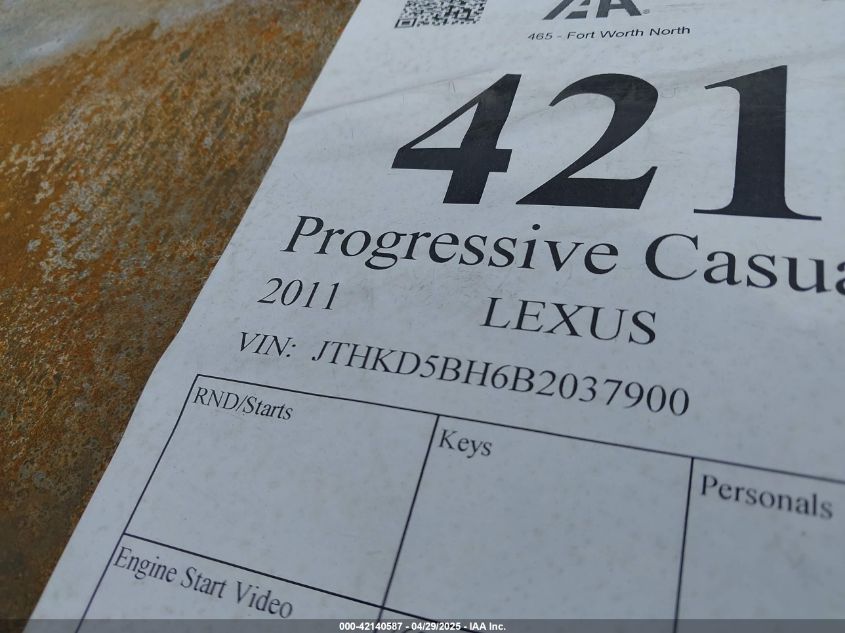 IAA
465 - Fort Worth North
421
Progressive Casua
2011 LEXUS
VIN: JTHKD5BH6B2037900
RND/Starts
Keys
Personals
Engine Start Video
000-42140587 - 04/29/2025 - IAA Inc.